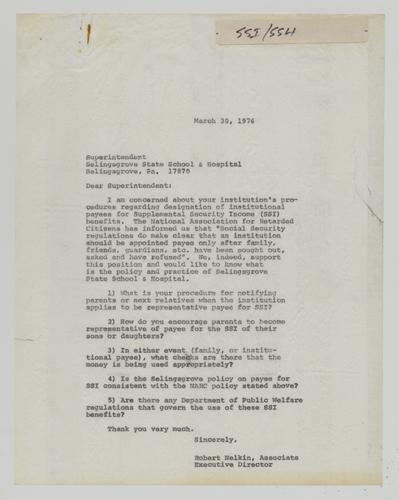 SSI/SSH
March 30, 1976
Superintendent
Selingsgrove State School & Hospital
Selingsgrove, Pa. 17870
Dear Superintendent:
I am concerned about your institution's pro-
cedures regarding designation of institutional
payees for Supplemental Security Income (SSI)
benefits. The National Association for Retarded
Citizens has informed us that "Social Security
regulations do make clear that an institution
should be appointed payee only after family,
friends, guardians, etc. have been sought out,
asked and have refused". We, indeed, support
this position and would like to know what
is the policy and practice of Selingsgrove
State School & Hospital.
1) What is your procedure for notifying
parents or next relatives when the institution
applies to be representative payee for SSI?
2) How do you encourage parents to become
representative of payee for the SSI of their
sons or daughters?
3) In either event (family, or institu-
tional payee), what checks are there that the
money is being used appropriately?
4) Is the Selingsgrove policy on payee for
SSI consistent with the NARC policy stated above?
5) Are there any Department of Public Welfare
regulations that govern the use of these SSI
benefits?
Thank you very much.
Sincerely,
Robert Nelkin, Associate
Executive Director